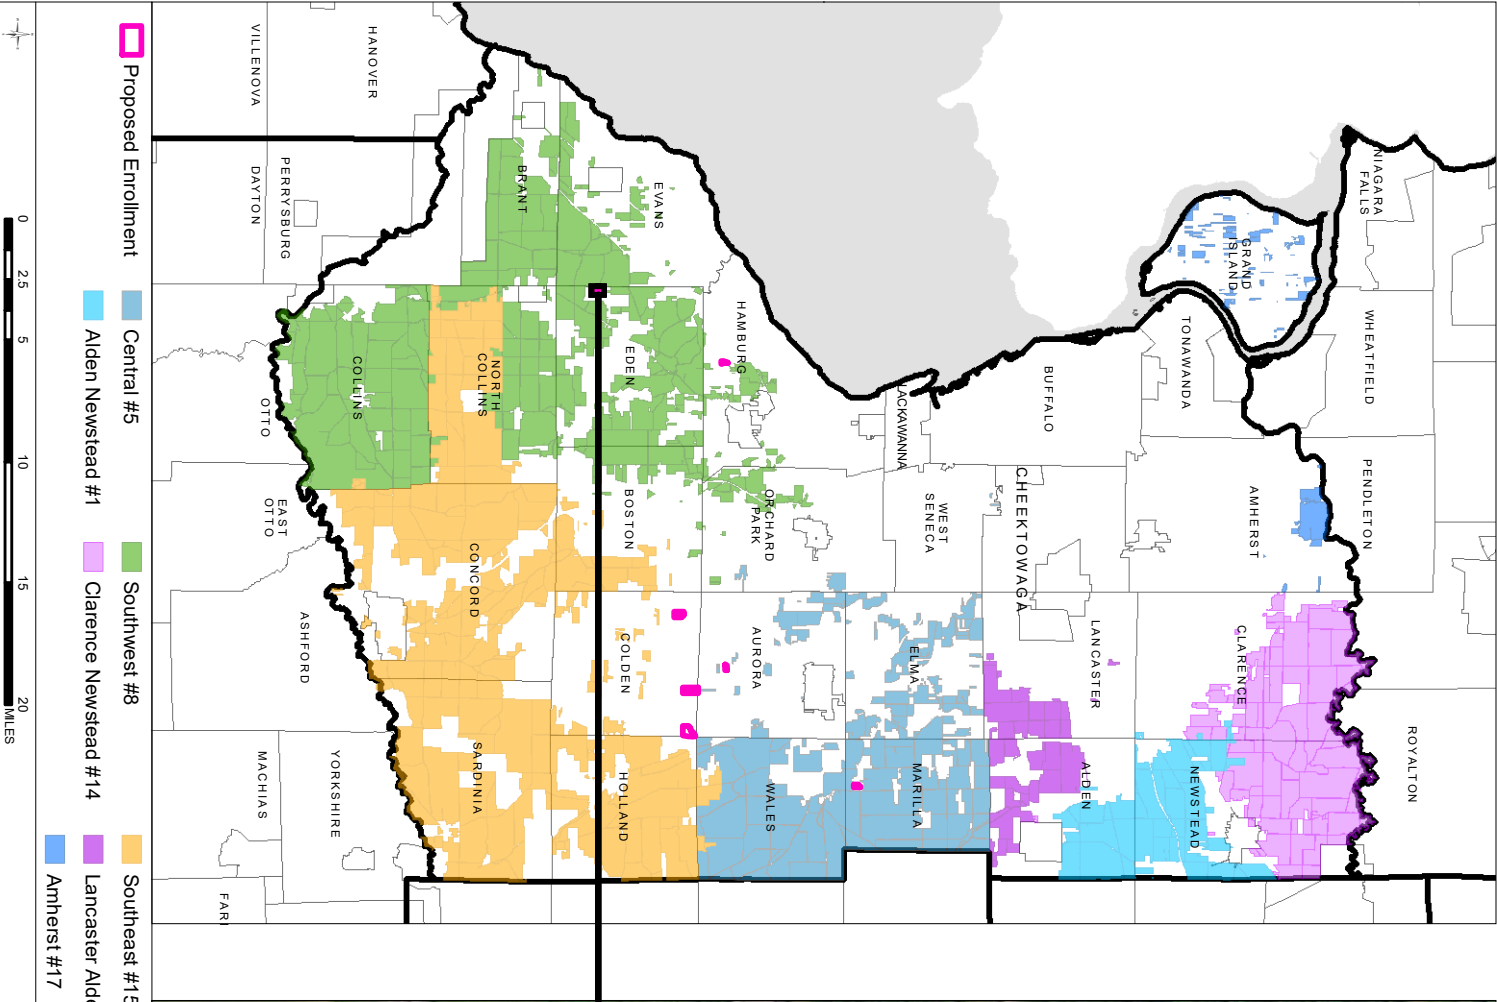 NIAGARA
FALLS
WHEATFIELD
PENDLETON
ROYALTON
GRAND
ISLAND
TONAWANDA
AMHERST
CLARENCE
NEWSTEAD
BUFFALO
CHEEKTOWAGA
LANCASTER
ALDEN
LACKAWANNA
WEST
SENECA
ELMA
MARILLA
HAMBURG
ORCHARD
PARK
AURORA
WALES
EVANS
EDEN
BOSTON
COLDEN
HOLLAND
BRANT
NORTH
COLLINS
CONCORD
SARDINIA
COLLINS
HANOVER
VILLENOVA
PERRYSBURG
DAYTON
OTTO
EAST
OTTO
ASHFORD
YORKSHIRE
MACHIAS
FARI
Proposed Enrollment
Central #5
Southwest #8
Southeast #15
Alden Newstead #1
Clarence Newstead #14
Lancaster Alde
Amherst #17
0 2.5 5 10 15 20
MILES